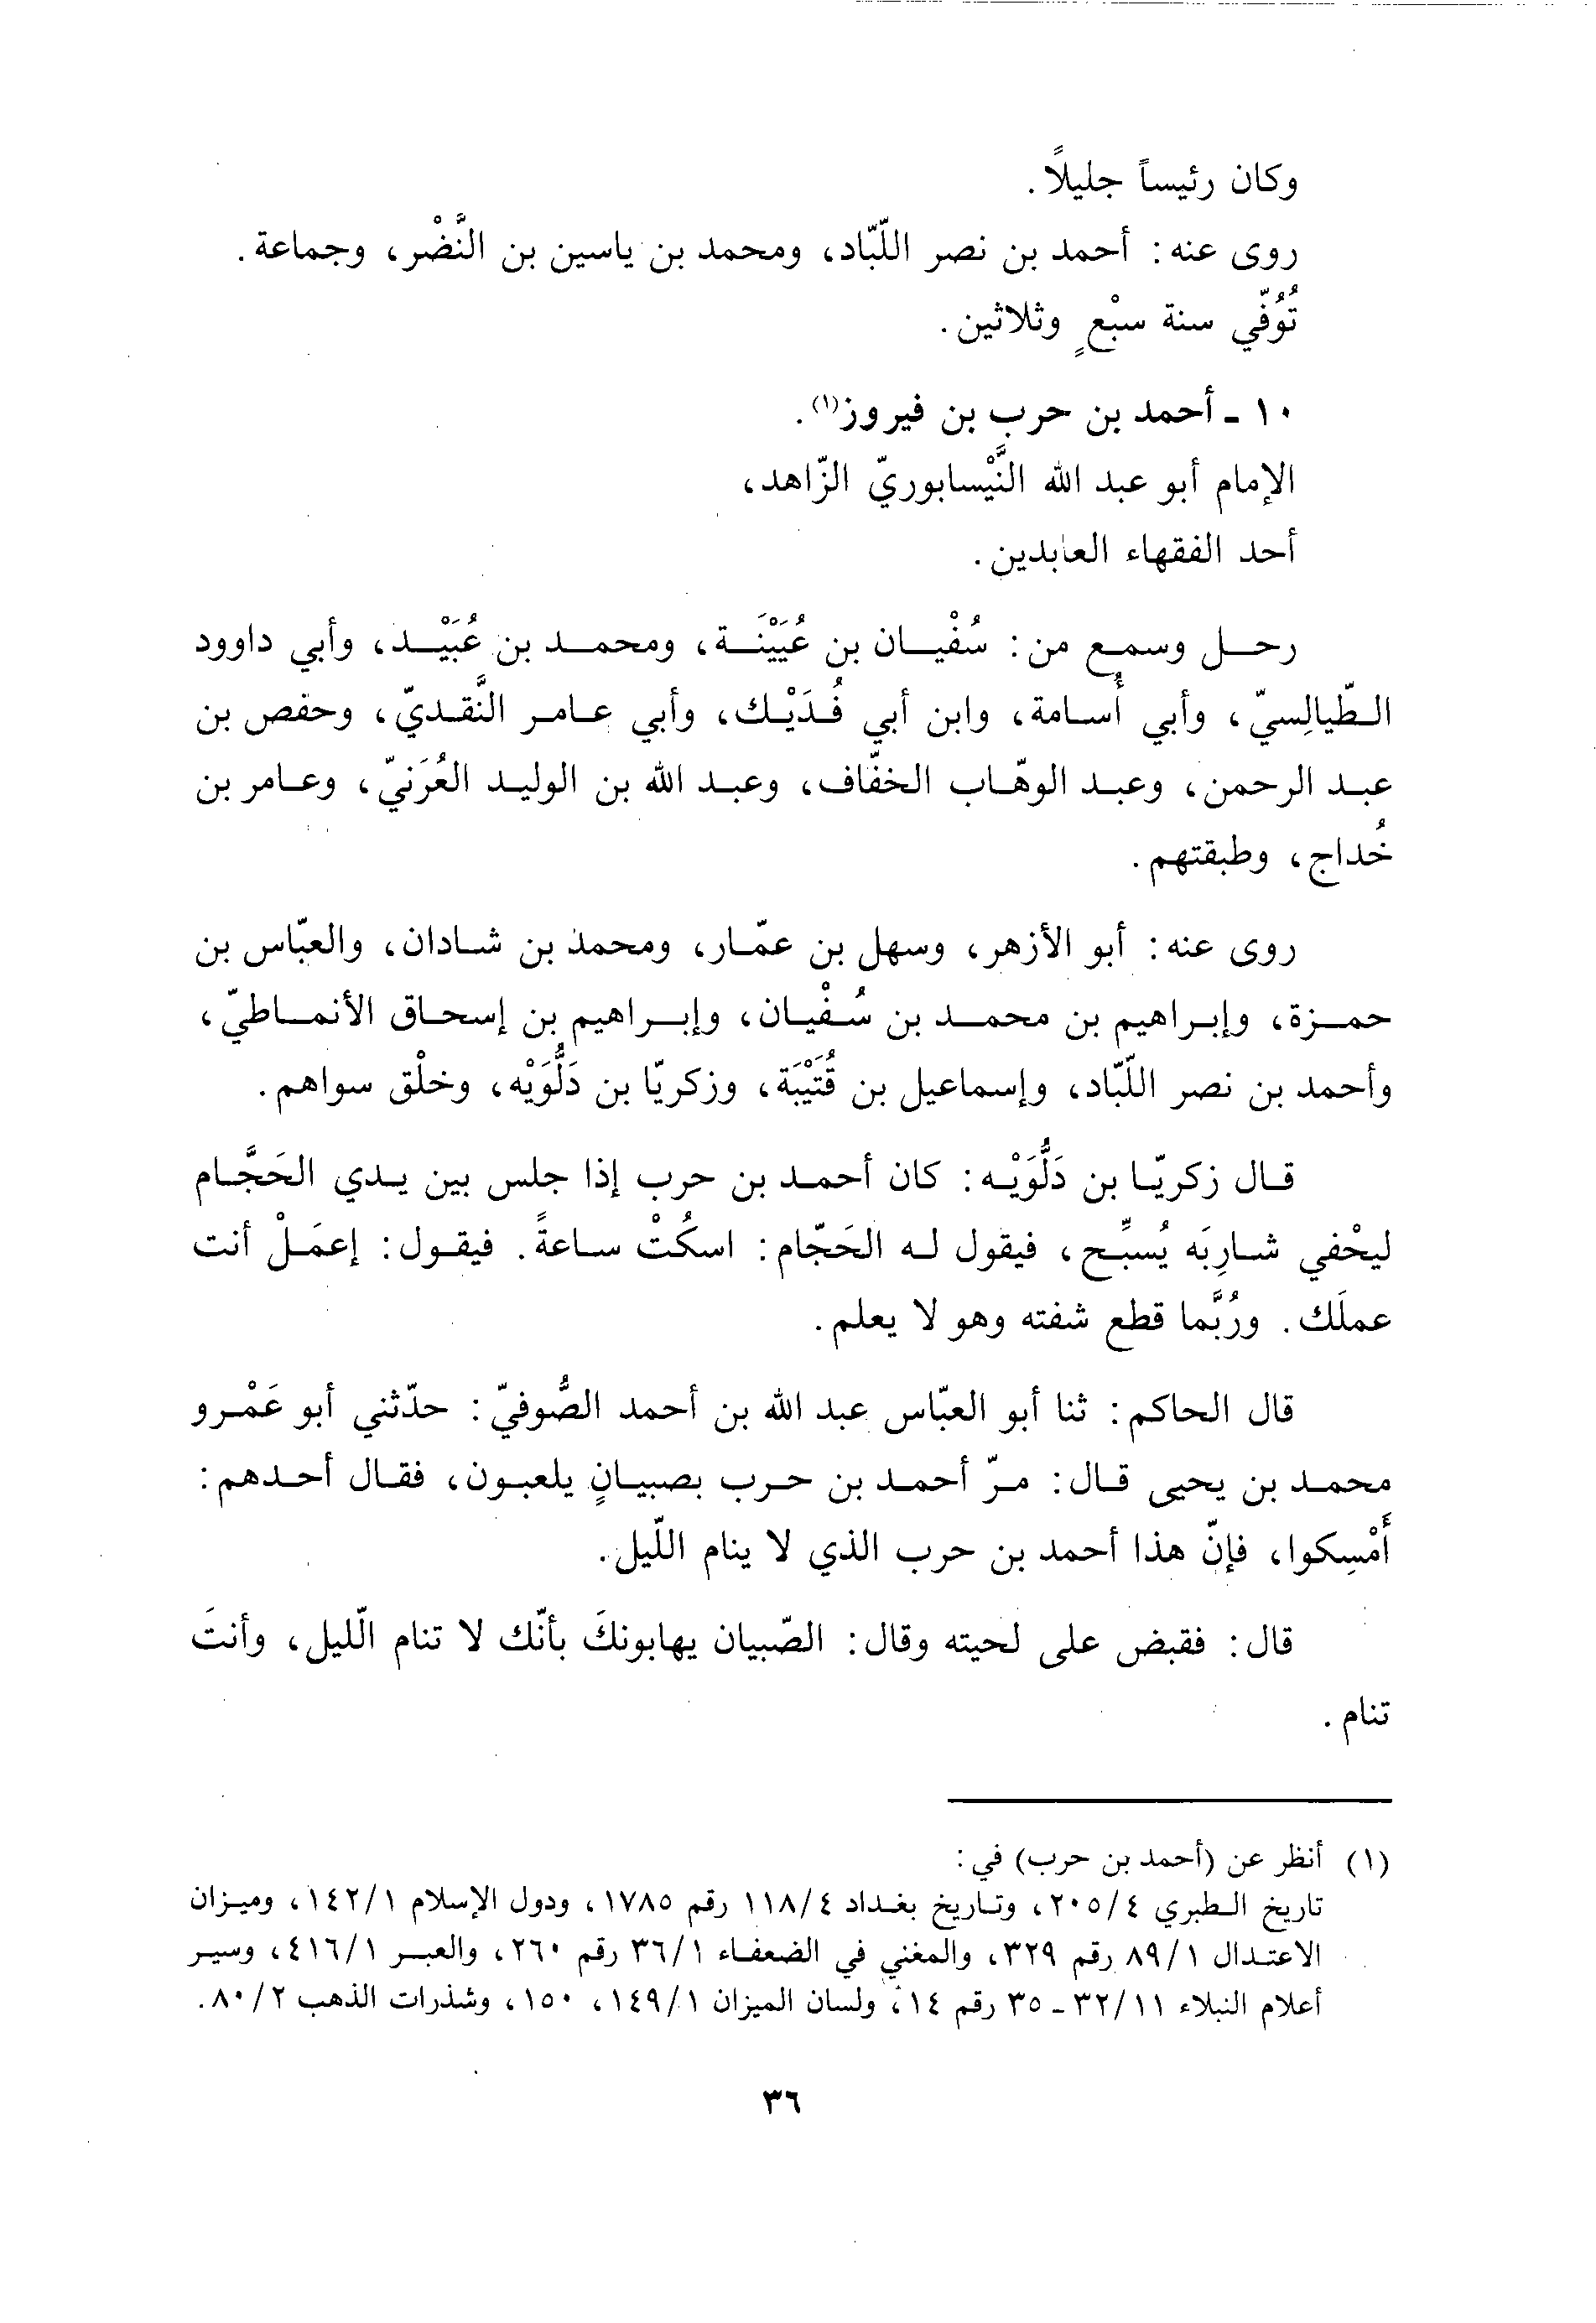 وكان رئيساً جليلاً.
روى عنه: أحمد بن نصر اللّبّاد، ومحمد بن ياسين بن النَّضْر، وجماعة.
تُوُفّي سنة سبْعٍ وثلاثين.
١٠ - أحمد بن حرب بن فيروز(١).
الإمام أبو عبد الله النَّيْسابوريّ الزّاهد،
أحد الفقهاء العابدين.
رحل وسمع من: سُفْيان بن عُيَيْنَة، ومحمد بن عُبَيْد، وأبي داوود
الطّيالِسيّ، وأبي أُسامة، وابن أبي فُدَيْك، وأبي عامر النَّقديّ، وحفص بن
عبد الرحمن، وعبد الوهّاب الخفّاف، وعبد الله بن الوليد العُرَنيّ، وعامر بن
خُداج، وطبقتهم.
روى عنه: أبو الأزهر، وسهل بن عمّار، ومحمد بن شادان، والعبّاس بن
حمزة، وإبراهيم بن محمد بن سُفْيان، وإبراهيم بن إسحاق الأنماطيّ،
وأحمد بن نصر اللّبّاد، وإسماعيل بن قُتَيْبَة، وزكريّا بن دَلُّوَيْه، وخلْق سواهم.
قال زكريّا بن دَلُّوَيْه: كان أحمد بن حرب إذا جلس بين يدي الحَجَّام
ليحْفي شارِبَه يُسبِّح، فيقول له الحَجّام: اسكُتْ ساعةً. فيقول: إعمَلْ أنت
عملَك. ورُبَّما قطع شفته وهو لا يعلم.
قال الحاكم: ثنا أبو العبّاس عبد الله بن أحمد الصُّوفيّ: حدّثني أبو عَمْرو
محمد بن يحيى قال: مرّ أحمد بن حرب بصبيانٍ يلعبون، فقال أحدهم:
أَمْسِكوا، فإنّ هذا أحمد بن حرب الذي لا ينام اللّيل.
قال: فقبض على لحيته وقال: الصّبيان يهابونكَ بأنّك لا تنام الّليل، وأنتَ
تنام.
(١) أنظر عن (أحمد بن حرب) في:
تاريخ الطبري ٢٠٥/٤، وتاريخ بغداد ١١٨/٤ رقم ١٧٨٥، ودول الإسلام ١٤٢/١، وميزان
الاعتدال ٨٩/١ رقم ٣٢٩، والمغني في الضعفاء ٣٦/١ رقم ٢٦٠، والعبر ٤١٦/١، وسير
أعلام النبلاء ٣٢/١١ - ٣٥ رقم ١٤، ولسان الميزان ١٤٩/١، ١٥٠، وشذرات الذهب ٨٠/٢.
٣٦